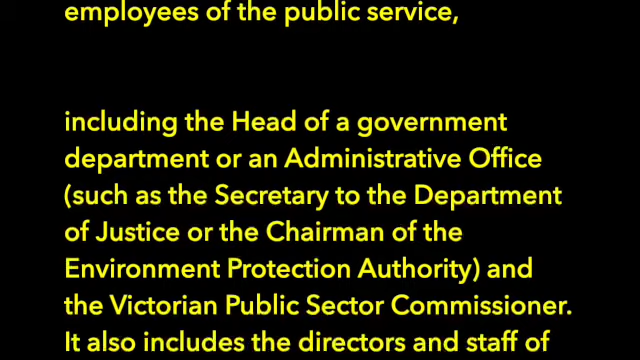 employees of the public service,
including the Head of a government
department or an Administrative Office
(such as the Secretary to the Department
of Justice or the Chairman of the
Environment Protection Authority) and
the Victorian Public Sector Commissioner.
It also includes the directors and staff of